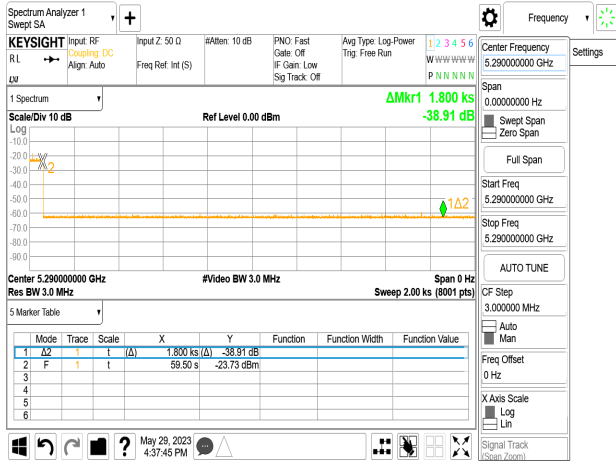 Spectrum Analyzer 1
Swept SA
Frequency
KEYSIGHT
Input: RF
Coupling: DC
Align: Auto
Input Z: 50 Ω
Freq Ref: Int (S)
#Atten: 10 dB
PNO: Fast
Gate: Off
IF Gain: Low
Sig Track: Off
Avg Type: Log-Power
Trig: Free Run
1 2 3 4 5 6
W W W W W W
P N N N N N
R L
Center Frequency
5.290000000 GHz
Settings
1 Spectrum
ΔMkr1 1.800 ks
-38.91 dB
Scale/Div 10 dB
Ref Level 0.00 dBm
Log
-10.0
-20.0
-30.0
-40.0
-50.0
-60.0
-70.0
-80.0
-90.0
2
1Δ2
Center 5.290000000 GHz
#Video BW 3.0 MHz
Span 0 Hz
Res BW 3.0 MHz
Sweep 2.00 ks (8001 pts)
Span
0.00000000 Hz
Swept Span
Zero Span
Full Span
Start Freq
5.290000000 GHz
Stop Freq
5.290000000 GHz
AUTO TUNE
CF Step
3.000000 MHz
Auto
Man
Freq Offset
0 Hz
X Axis Scale
Log
Lin
Signal Track
(Span Zoom)
5 Marker Table
Mode Trace Scale X Y Function Function Width Function Value
1 Δ2 1 t (Δ) 1.800 ks (Δ) -38.91 dB
2 F 1 t 59.50 s -23.73 dBm
3
4
5
6
?
May 29, 2023
4:37:45 PM